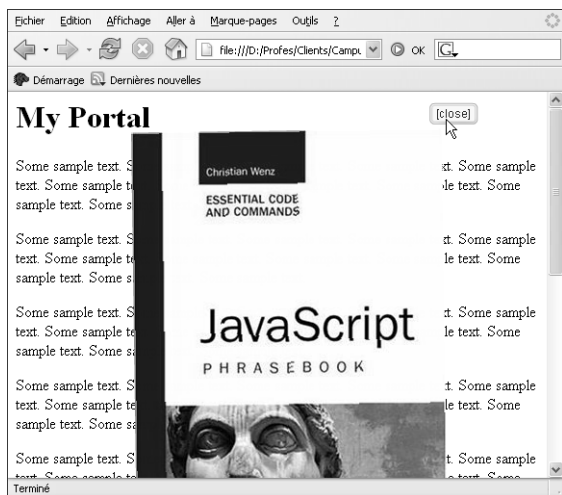 Fichier Edition Affichage Aller à Marque-pages Outils ?
file:///D:/Profes/Clients/Campu OK G
Démarrage Dernières nouvelles
My Portal [close]
Some sample text. S xt. Some sample
text. Some sample te le text. Some
sample text. Some s
Some sample text. S xt. Some sample
text. Some sample te le text. Some
sample text. Some s
Some sample text. S xt. Some sample
text. Some sample te le text. Some
sample text. Some sa
Some sample text. S xt. Some sample
text. Some sample te le text. Some
sample text. Some sa
Some sample text. S t. Some sample
Christian Wenz
ESSENTIAL CODE
AND COMMANDS
JavaScript
PHRASEBOOK
Terminé